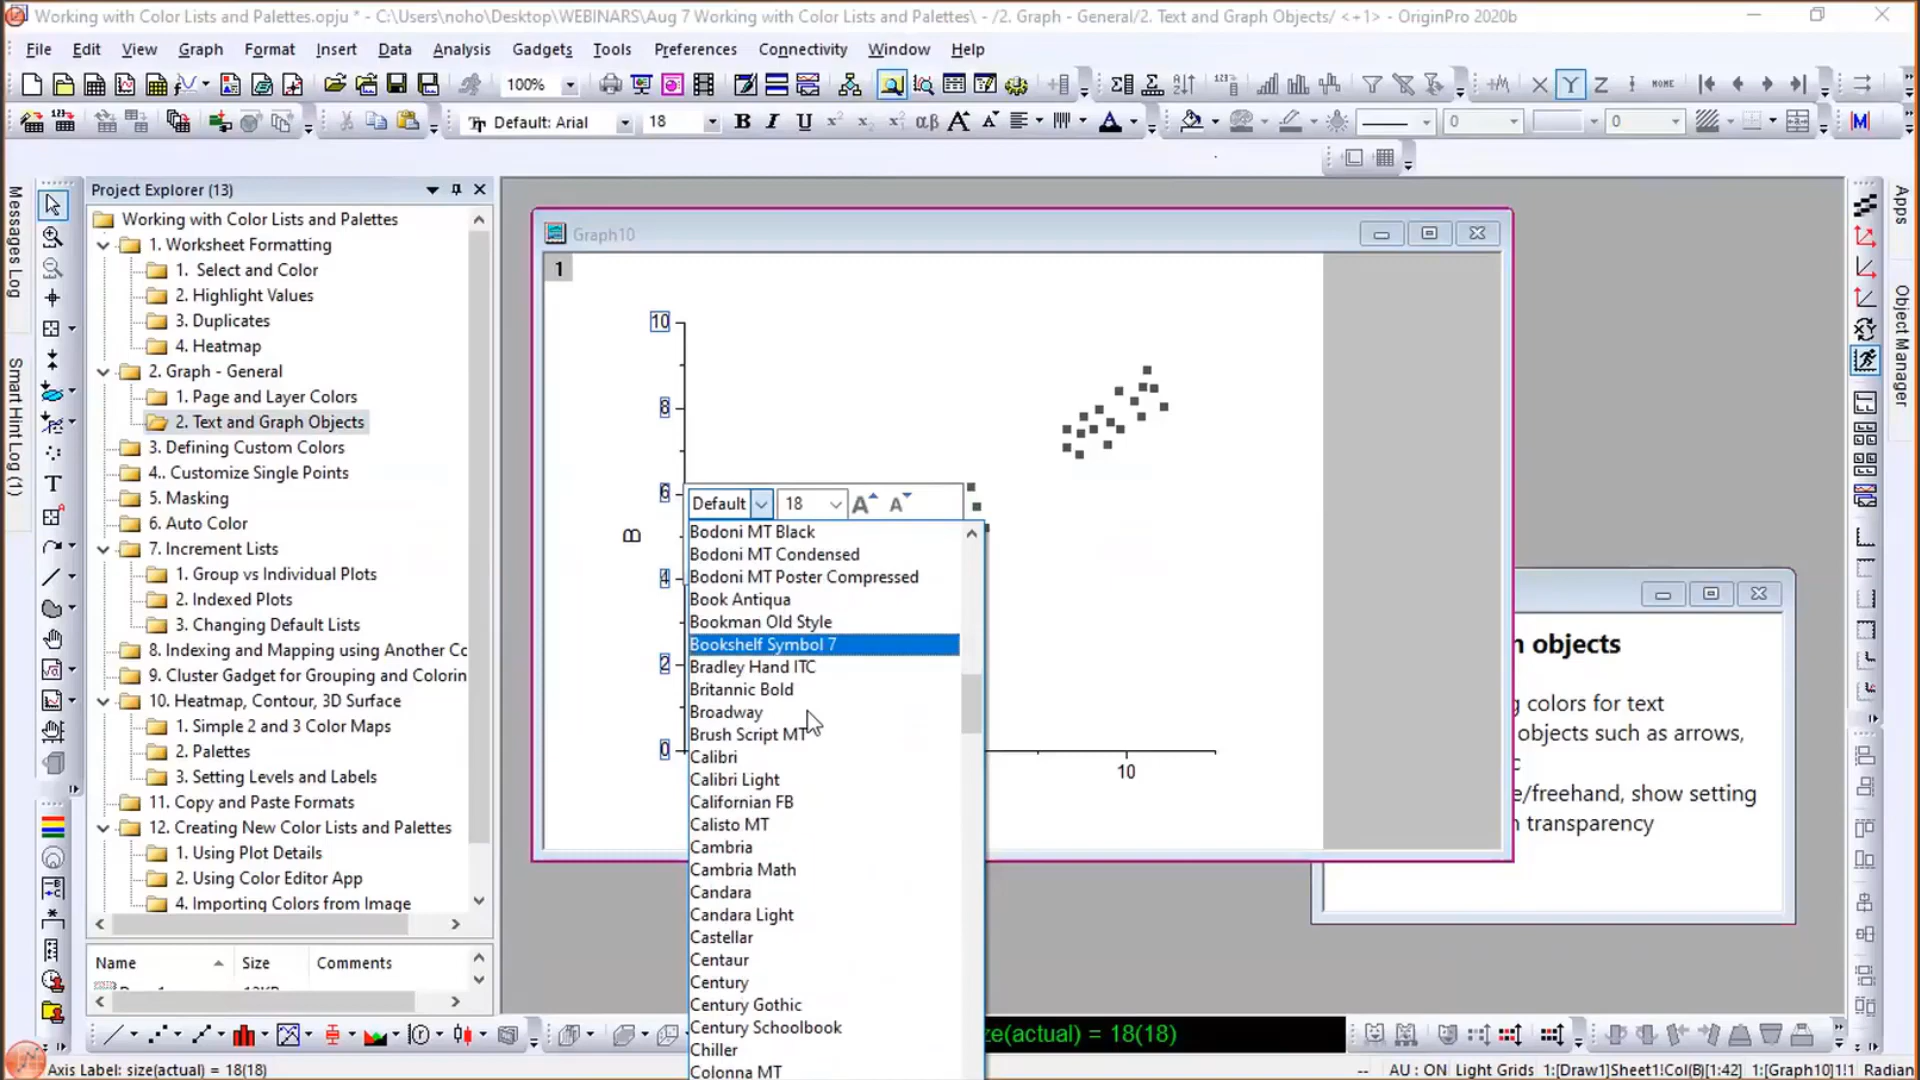 Working with Color Lists and Palettes.opju * - C:\Users\noho\Desktop\WEBINARS\Aug 7 Working with Color Lists and Palettes\ - /2. Graph - General/2. Text and Graph Objects/ <+1> - OriginPro 2020b
File Edit View Graph Format Insert Data Analysis Gadgets Tools Preferences Connectivity Window Help
100%
X Y Z HOME
Default: Arial 18 B I U αβ A A A 0 0 M
Messages Log
Smart Hint Log (1)
Project Explorer (13)
Working with Color Lists and Palettes
1. Worksheet Formatting
1. Select and Color
2. Highlight Values
3. Duplicates
4. Heatmap
2. Graph - General
1. Page and Layer Colors
2. Text and Graph Objects
3. Defining Custom Colors
4.. Customize Single Points
5. Masking
6. Auto Color
7. Increment Lists
1. Group vs Individual Plots
2. Indexed Plots
3. Changing Default Lists
8. Indexing and Mapping using Another Co
9. Cluster Gadget for Grouping and Colorin
10. Heatmap, Contour, 3D Surface
1. Simple 2 and 3 Color Maps
2. Palettes
3. Setting Levels and Labels
11. Copy and Paste Formats
12. Creating New Color Lists and Palettes
1. Using Plot Details
2. Using Color Editor App
4. Importing Colors from Image
Name Size Comments
Graph10
1
10
8
6
4
2
0
B
10
Default 18 A A
Bodoni MT Black
Bodoni MT Condensed
Bodoni MT Poster Compressed
Book Antiqua
Bookman Old Style
Bookshelf Symbol 7
Bradley Hand ITC
Britannic Bold
Broadway
Brush Script MT
Calibri
Calibri Light
Californian FB
Calisto MT
Cambria
Cambria Math
Candara
Candara Light
Castellar
Centaur
Century
Century Gothic
Century Schoolbook
Chiller
Colonna MT
objects
colors for text
objects such as arrows,
c
e/freehand, show setting
transparency
Apps
Object Manager
ze(actual) = 18(18)
Axis Label: size(actual) = 18(18)
-- AU : ON Light Grids 1:[Draw1]Sheet1!Col(B)[1:42] 1:[Graph10]1!1 Radian